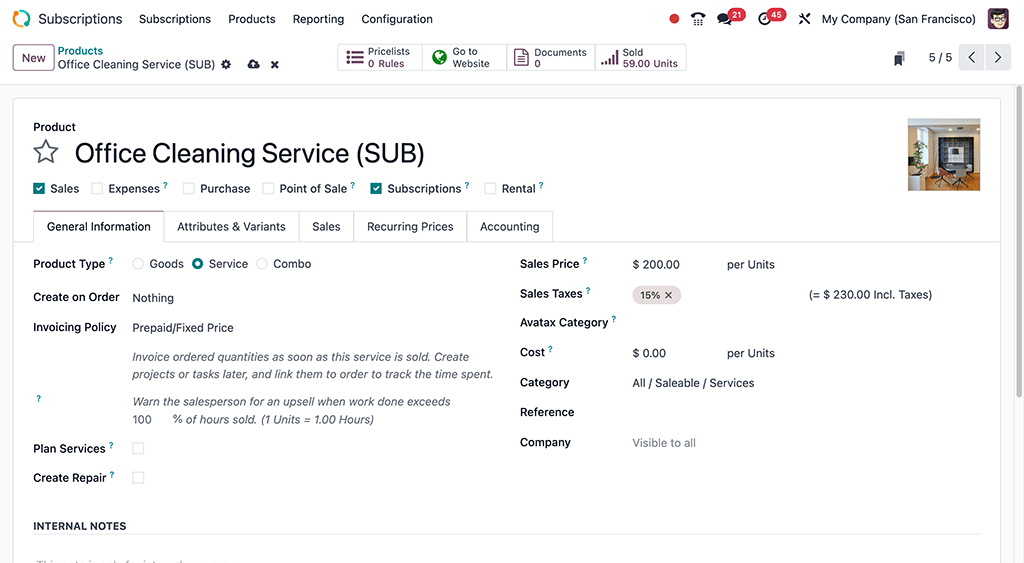 Subscriptions Subscriptions Products Reporting Configuration 21 45 My Company (San Francisco)
New Products Pricelists 0 Rules Go to Website Documents 0 Sold 59.00 Units 5 / 5
Office Cleaning Service (SUB)
Product
Office Cleaning Service (SUB)
Sales Expenses ? Purchase Point of Sale ? Subscriptions ? Rental ?
General Information Attributes & Variants Sales Recurring Prices Accounting
Product Type ? Goods Service Combo
Create on Order Nothing
Invoicing Policy Prepaid/Fixed Price
Invoice ordered quantities as soon as this service is sold. Create
projects or tasks later, and link them to order to track the time spent.
? Warn the salesperson for an upsell when work done exceeds
100 % of hours sold. (1 Units = 1.00 Hours)
Plan Services ?
Create Repair ?
Sales Price ? $ 200.00 per Units
Sales Taxes ? 15% (= $ 230.00 Incl. Taxes)
Avatax Category ?
Cost ? $ 0.00 per Units
Category All / Saleable / Services
Reference
Company Visible to all
INTERNAL NOTES